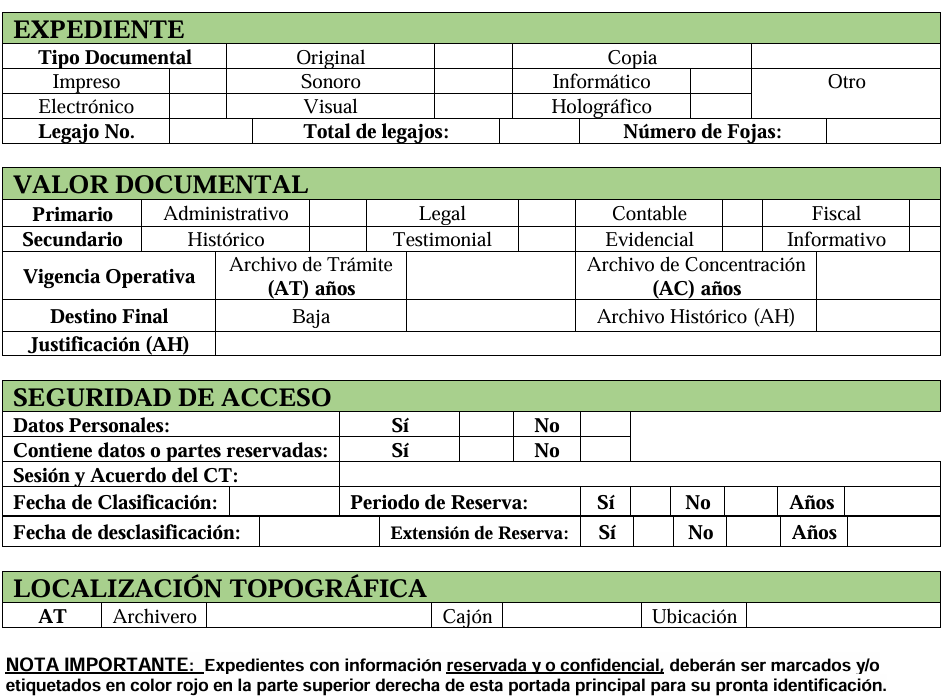 EXPEDIENTE
Tipo Documental Original Copia
Impreso Sonoro Informático Otro
Electrónico Visual Holográfico
Legajo No. Total de legajos: Número de Fojas:
VALOR DOCUMENTAL
Primario Administrativo Legal Contable Fiscal
Secundario Histórico Testimonial Evidencial Informativo
Vigencia Operativa Archivo de Trámite (AT) años Archivo de Concentración (AC) años
Destino Final Baja Archivo Histórico (AH)
Justificación (AH)
SEGURIDAD DE ACCESO
Datos Personales: Sí No
Contiene datos o partes reservadas: Sí No
Sesión y Acuerdo del CT:
Fecha de Clasificación: Periodo de Reserva: Sí No Años
Fecha de desclasificación: Extensión de Reserva: Sí No Años
LOCALIZACIÓN TOPOGRÁFICA
AT Archivero Cajón Ubicación
NOTA IMPORTANTE: Expedientes con información reservada y o confidencial, deberán ser marcados y/o
etiquetados en color rojo en la parte superior derecha de esta portada principal para su pronta identificación.